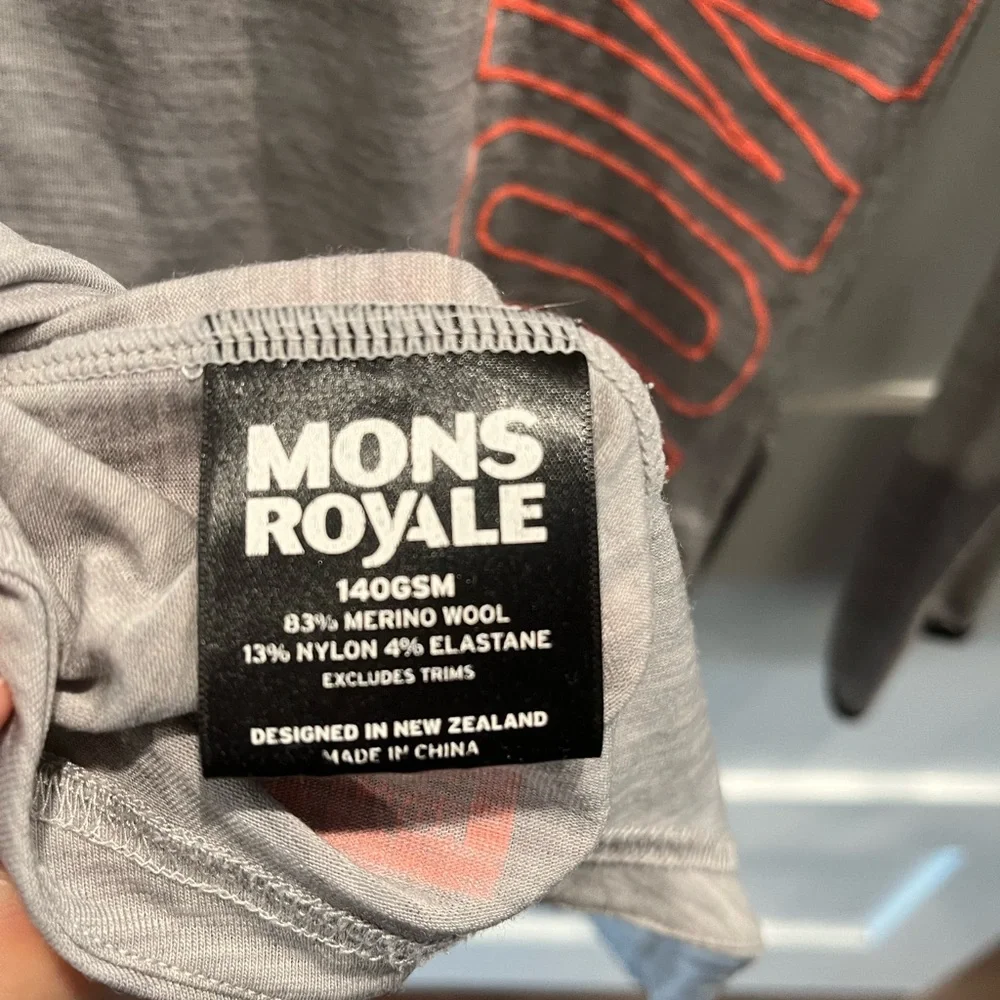 MONS
ROYALE
140GSM
83% MERINO WOOL
13% NYLON 4% ELASTANE
EXCLUDES TRIMS
DESIGNED IN NEW ZEALAND
MADE IN CHINA